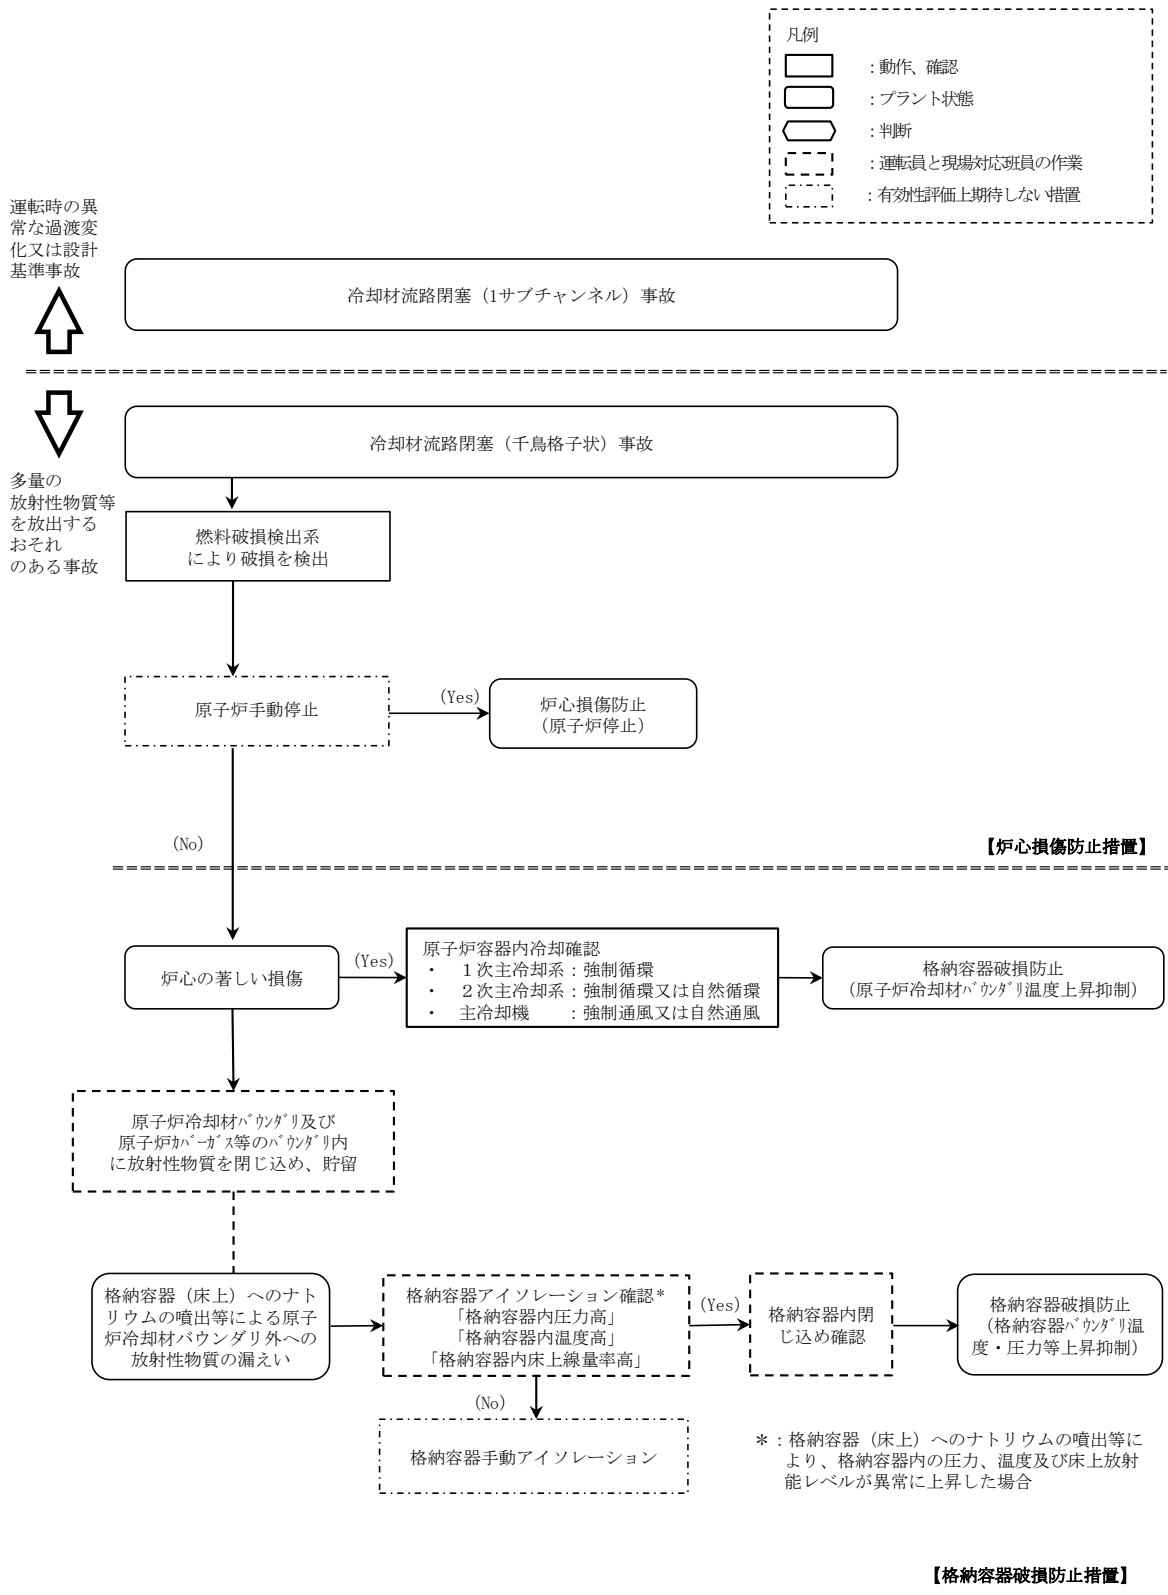 凡例
：動作、確認
：プラント状態
：判断
：運転員と現場対応班員の作業
：有効性評価上期待しない措置
運転時の異
常な過渡変
化又は設計
基準事故
冷却材流路閉塞（1サブチャンネル）事故
冷却材流路閉塞（千鳥格子状）事故
多量の
放射性物質等
を放出する
おそれ
のある事故
燃料破損検出系
により破損を検出
原子炉手動停止
(Yes)
炉心損傷防止
（原子炉停止）
(No)
【炉心損傷防止措置】
炉心の著しい損傷
(Yes)
原子炉容器内冷却確認
・　１次主冷却系：強制循環
・　２次主冷却系：強制循環又は自然循環
・　主冷却機　　：強制通風又は自然通風
格納容器破損防止
（原子炉冷却材ﾊﾞｳﾝﾀﾞﾘ温度上昇抑制）
原子炉冷却材ﾊﾞｳﾝﾀﾞﾘ及び
原子炉ｶﾊﾞｰｶﾞｽ等のﾊﾞｳﾝﾀﾞﾘ内
に放射性物質を閉じ込め、貯留
格納容器（床上）へのナト
リウムの噴出等による原子
炉冷却材バウンダリ外への
放射性物質の漏えい
格納容器アイソレーション確認*
「格納容器内圧力高」
「格納容器内温度高」
「格納容器内床上線量率高」
(Yes)
格納容器内閉
じ込め確認
格納容器破損防止
（格納容器ﾊﾞｳﾝﾀﾞﾘ温
度・圧力等上昇抑制）
(No)
格納容器手動アイソレーション
＊：格納容器（床上）へのナトリウムの噴出等に
より、格納容器内の圧力、温度及び床上放射
能レベルが異常に上昇した場合
【格納容器破損防止措置】